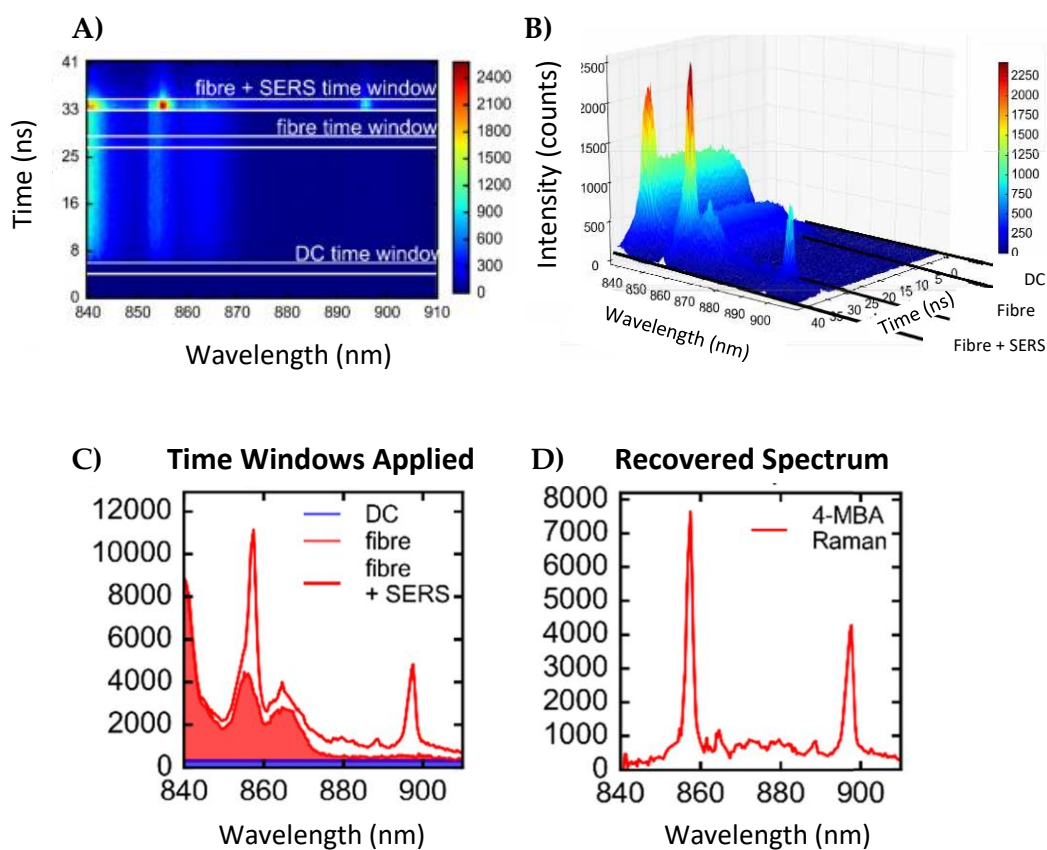 A)
41
33
25
16
8
0
Time (ns)
fibre + SERS time window
fibre time window
DC time window
840 850 860 870 880 890 900 910
Wavelength (nm)
2400
2100
1800
1500
1200
900
600
300
0
B)
2500
2000
1500
1000
500
0
Intensity (counts)
840 850 860 870 880 890 900
Wavelength (nm)
40 35 30 25 20 15 10 5 0
Time (ns)
DC
Fibre
Fibre + SERS
2250
2000
1750
1500
1250
1000
750
500
250
0
C) Time Windows Applied
12000
10000
8000
6000
4000
2000
0
DC
fibre
fibre
+ SERS
840 860 880 900
Wavelength (nm)
D) Recovered Spectrum
8000
7000
6000
5000
4000
3000
2000
1000
0
4-MBA
Raman
840 860 880 900
Wavelength (nm)